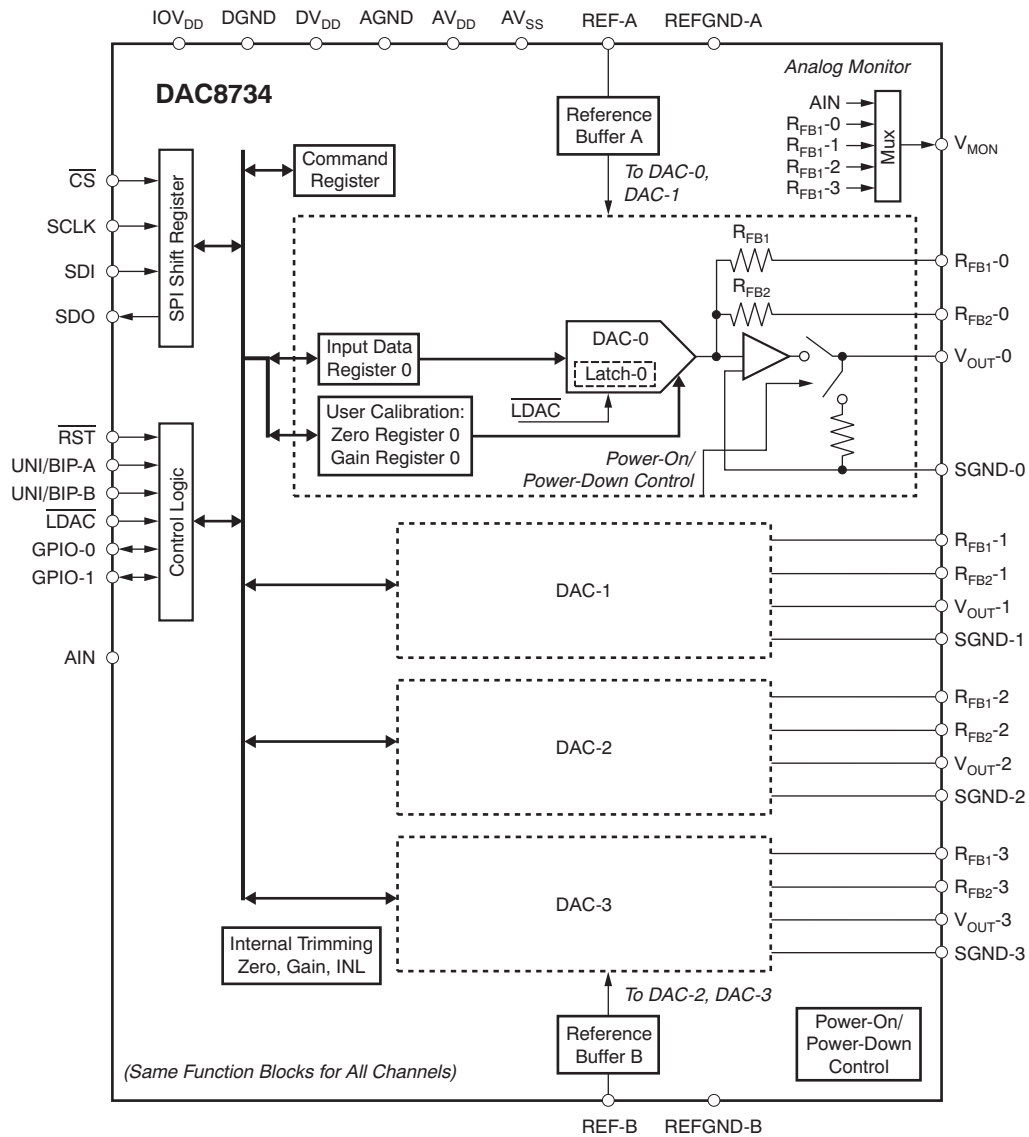 IOVDD DGND DVDD AGND AVDD AVSS REF-A REFGND-A
DAC8734
Analog Monitor
Reference
Buffer A
AIN
RFB1-0
RFB1-1
RFB1-2
RFB1-3
Mux
VMON
To DAC-0,
DAC-1
Command
Register
CS
SCLK
SDI
SDO
SPI Shift Register
RFB1
RFB2
RFB1-0
RFB2-0
VOUT-0
SGND-0
Input Data
Register 0
DAC-0
Latch-0
LDAC
User Calibration:
Zero Register 0
Gain Register 0
Power-On/
Power-Down Control
RST
UNI/BIP-A
UNI/BIP-B
LDAC
GPIO-0
GPIO-1
Control Logic
AIN
DAC-1
RFB1-1
RFB2-1
VOUT-1
SGND-1
DAC-2
RFB1-2
RFB2-2
VOUT-2
SGND-2
DAC-3
RFB1-3
RFB2-3
VOUT-3
SGND-3
Internal Trimming
Zero, Gain, INL
To DAC-2, DAC-3
Reference
Buffer B
Power-On/
Power-Down
Control
(Same Function Blocks for All Channels)
REF-B REFGND-B